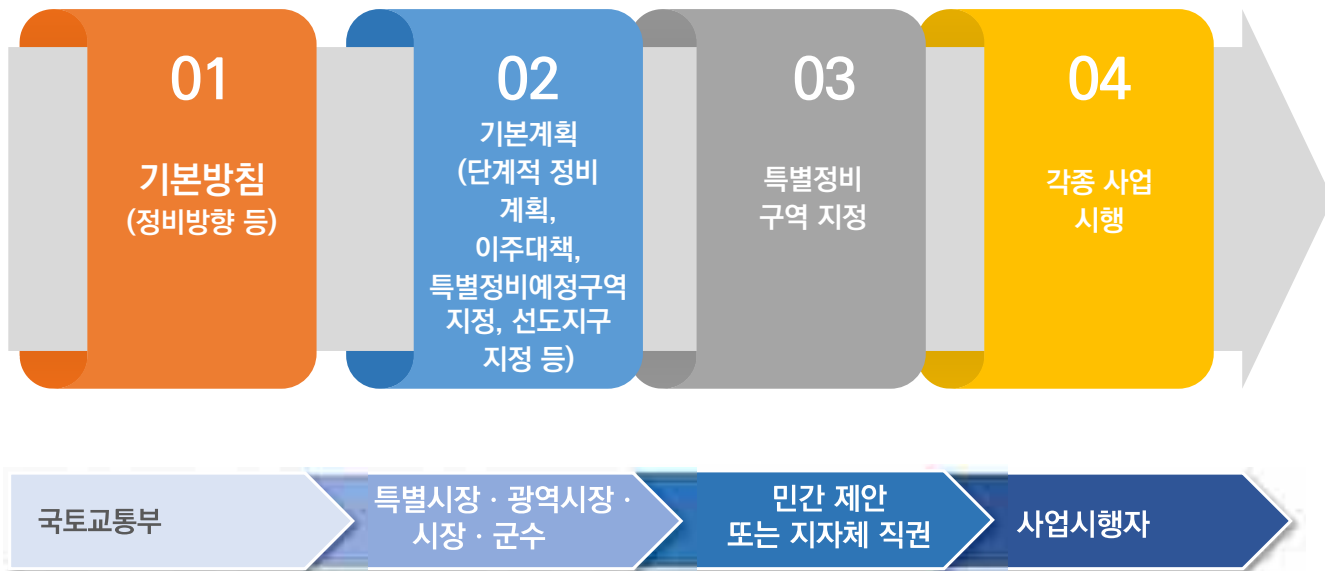 01
기본방침
(정비방향 등)
02
기본계획
(단계적 정비
계획,
이주대책,
특별정비예정구역
지정, 선도지구
지정 등)
03
특별정비
구역 지정
04
각종 사업
시행
국토교통부
특별시장 · 광역시장 ·
시장 · 군수
민간 제안
또는 지자체 직권
사업시행자